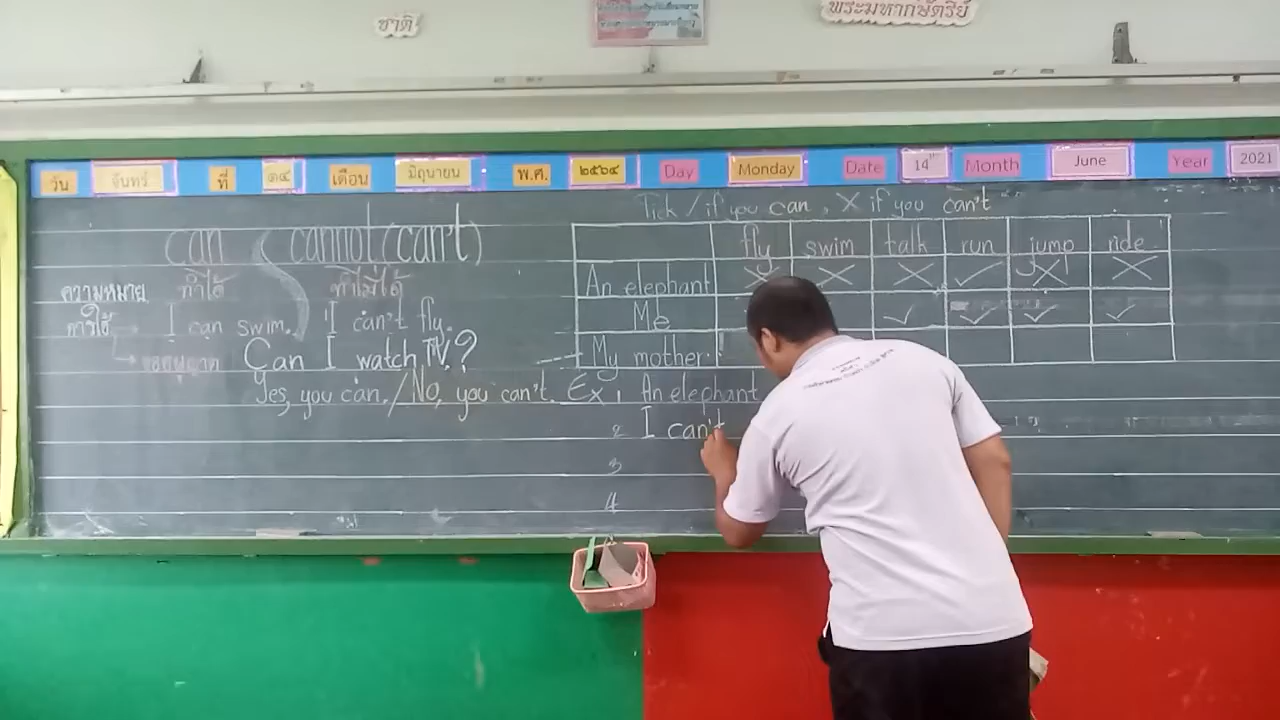 ชาติ
พระมหากษัตริย์
วัน จันทร์ ที่ ๑๔ เดือน มิถุนายน พ.ศ. ๒๕๖๔ Day Monday Date 14th Month June Year 2021
Tick / if you can, X if you can't
can cannot (can't)
ทำได้ ทำไม่ได้
ความหมาย
การใช้ I can swim. I can't fly.
ขออนุญาต Can I watch TV.?
Yes, you can. / No, you can't.
fly swim talk run jump ride
An elephant X X X ✓ X X
Me ✓ ✓ ✓ ✓
My mother
Ex 1 An elephant
2 I can't
3
4